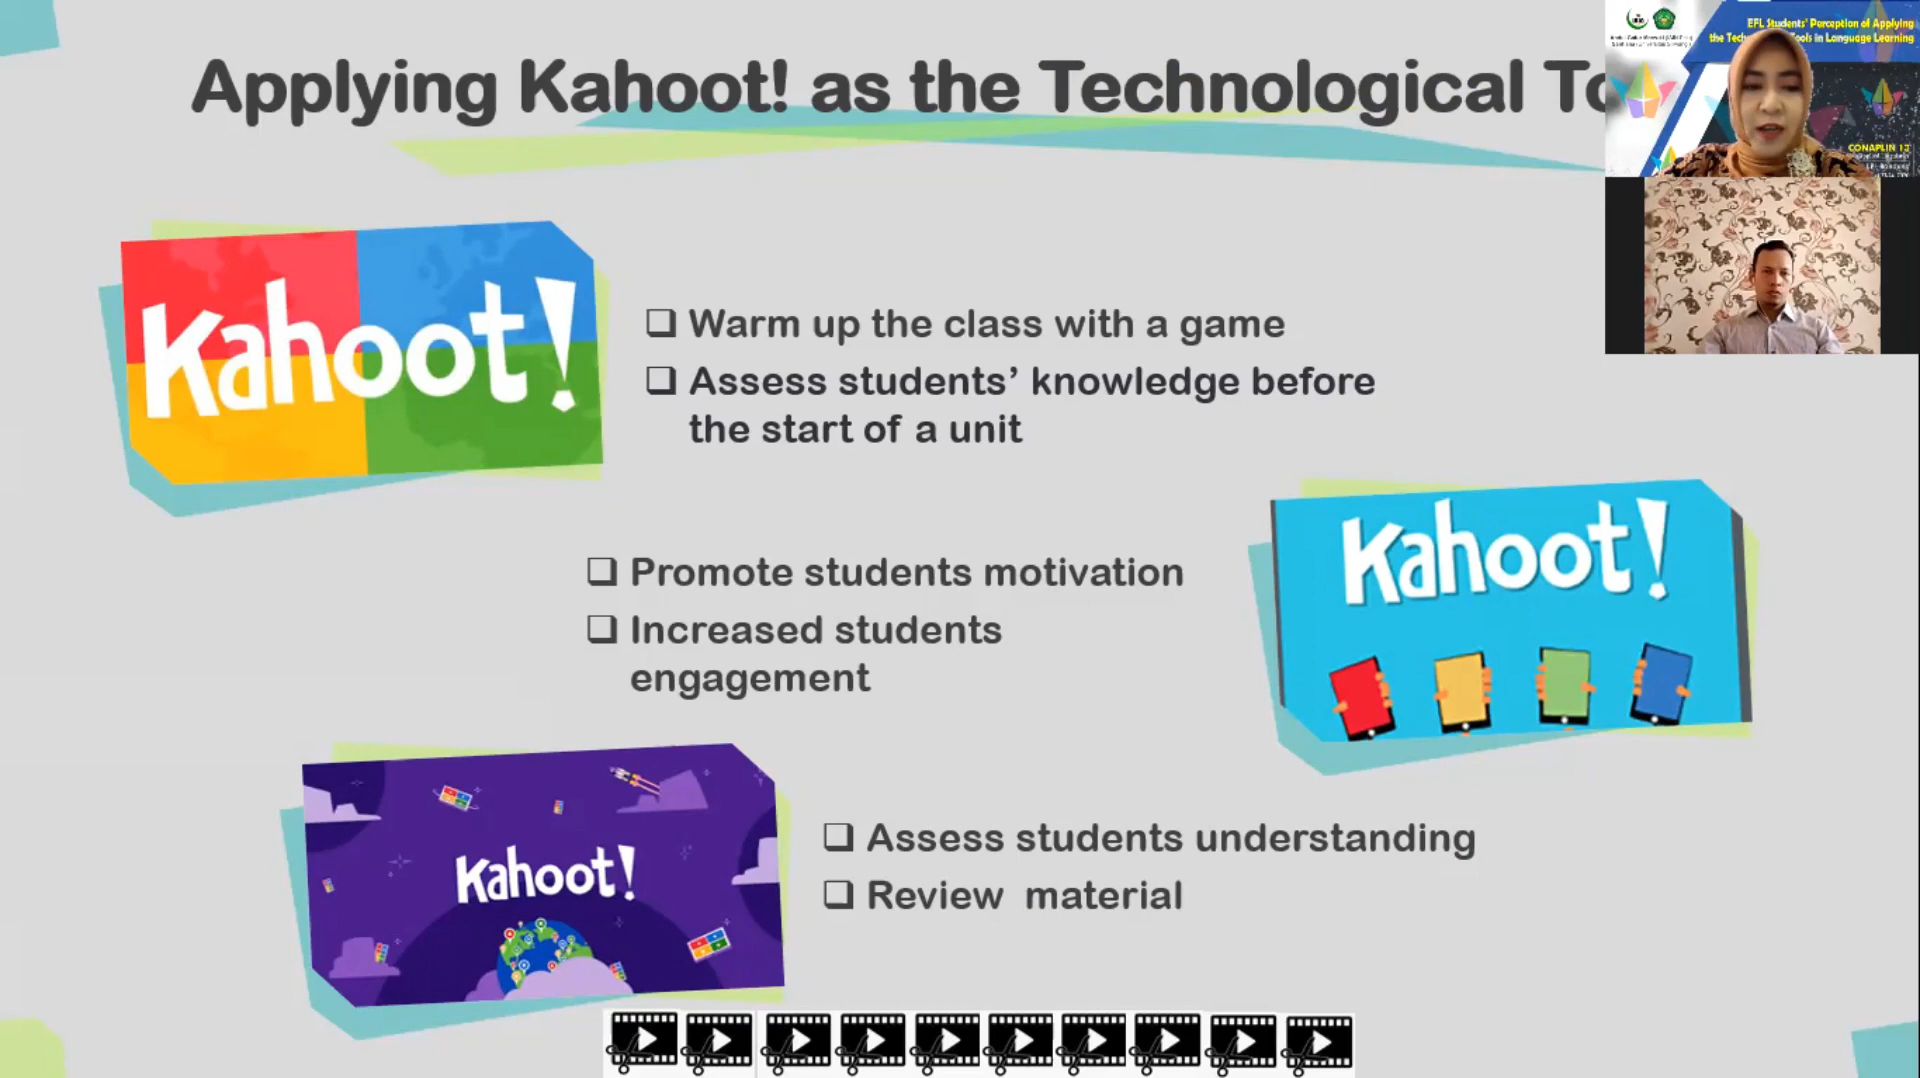 Applying Kahoot! as the Technological To
EFL Students' Perception of Applying
the Tech ools in Language Learning
CONAPLIN 13
Kahoot!
❑ Warm up the class with a game
❑ Assess students’ knowledge before
the start of a unit
Kahoot!
❑ Promote students motivation
❑ Increased students
engagement
Kahoot!
❑ Assess students understanding
❑ Review material